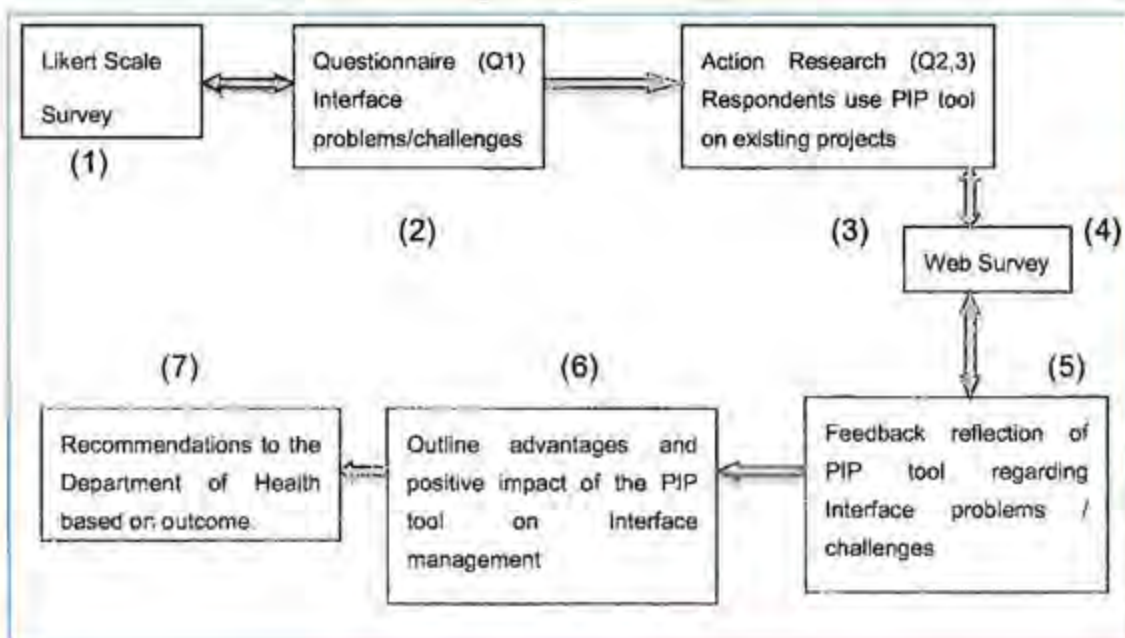 Likert Scale
Survey
(1)
Questionnaire (Q1)
Interface
problems/challenges
(2)
Action Research (Q2,3)
Respondents use PIP tool
on existing projects
(3)
(4)
Web Survey
(5)
Feedback reflection of
PIP tool regarding
Interface problems /
challenges
(6)
Outline advantages and
positive impact of the PIP
tool on Interface
management
(7)
Recommendations to the
Department of Health
based on outcome.